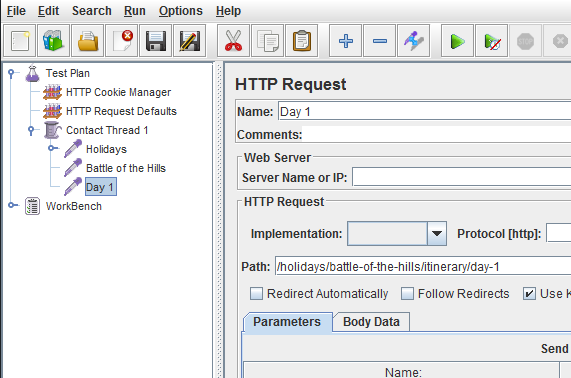 File Edit Search Run Options Help
Test Plan
HTTP Cookie Manager
HTTP Request Defaults
Contact Thread 1
Holidays
Battle of the Hills
Day 1
WorkBench
HTTP Request
Name: Day 1
Comments:
Web Server
Server Name or IP:
HTTP Request
Implementation: Protocol [http]:
Path: /holidays/battle-of-the-hills/itinerary/day-1
Redirect Automatically Follow Redirects Use
Parameters Body Data
Send
Name: